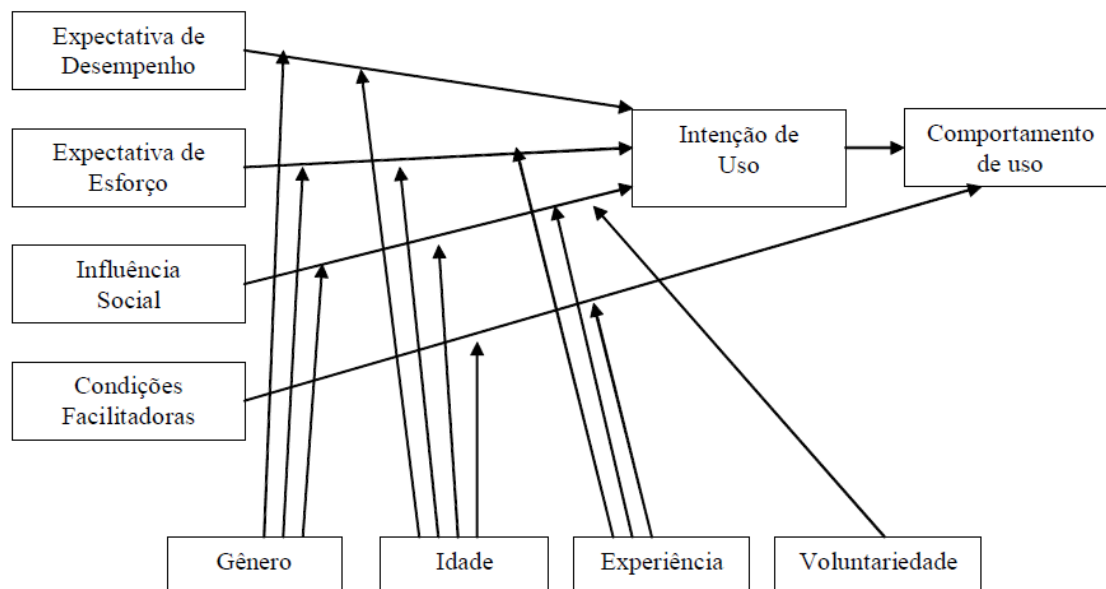 Expectativa de
Desempenho
Expectativa de
Esforço
Influência
Social
Condições
Facilitadoras
Intenção de
Uso
Comportamento
de uso
Gênero
Idade
Experiência
Voluntariedade